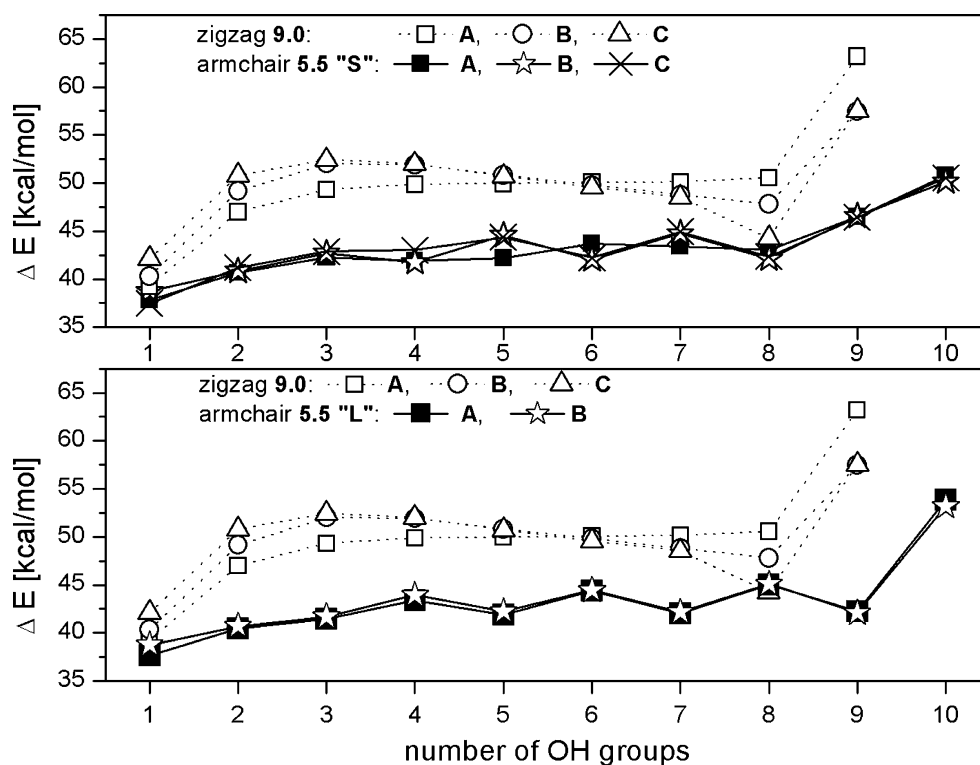 zigzag 9.0: A, B, C
armchair 5.5 "S": A, B, C
Δ E [kcal/mol]
65
60
55
50
45
40
35
1 2 3 4 5 6 7 8 9 10
zigzag 9.0: A, B, C
armchair 5.5 "L": A, B
Δ E [kcal/mol]
65
60
55
50
45
40
35
1 2 3 4 5 6 7 8 9 10
number of OH groups